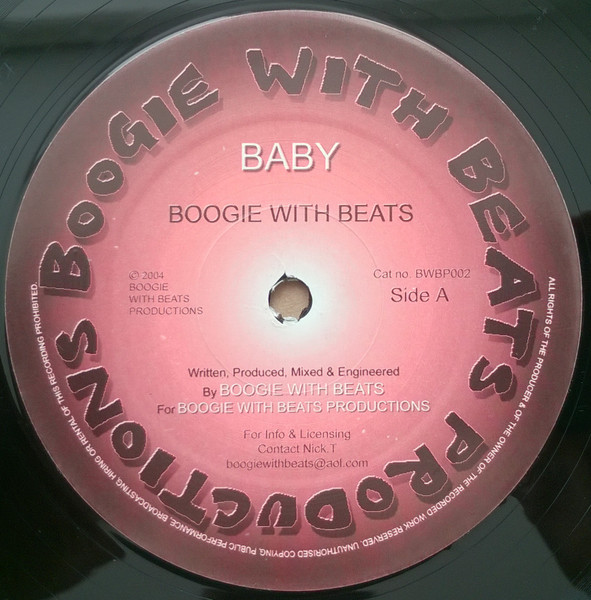 BOOGIE WITH BEATS PRODUCTIONS
BABY
BOOGIE WITH BEATS
© 2004
BOOGIE
WITH BEATS
PRODUCTIONS
Cat no. BWBP002
Side A
Written, Produced, Mixed & Engineered
By BOOGIE WITH BEATS
For BOOGIE WITH BEATS PRODUCTIONS
For Info & Licensing
Contact Nick.T
boogiewithbeats@aol.com
ALL RIGHTS OF THE PRODUCER & OF THE OWNER OF THE RECORDED WORK RESERVED. UNAUTHORISED COPYING, PUBLIC PERFORMANCE, BROADCASTING, HIRING OR RENTAL OF THIS RECORDING PROHIBITED.